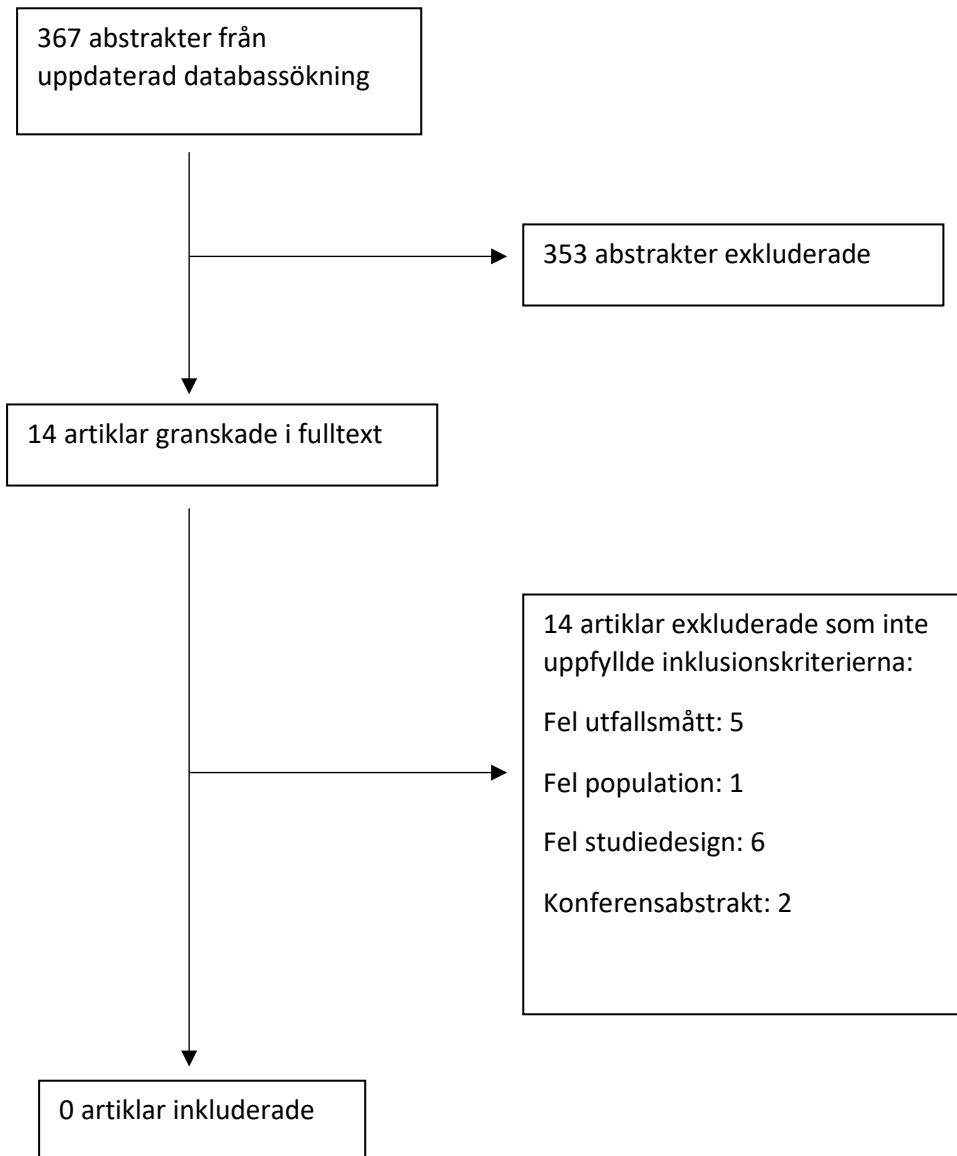 367 abstrakter från
uppdaterad databassökning
353 abstrakter exkluderade
14 artiklar granskade i fulltext
14 artiklar exkluderade som inte
uppfyllde inklusionskriterierna:
Fel utfallsmått: 5
Fel population: 1
Fel studiedesign: 6
Konferensabstrakt: 2
0 artiklar inkluderade